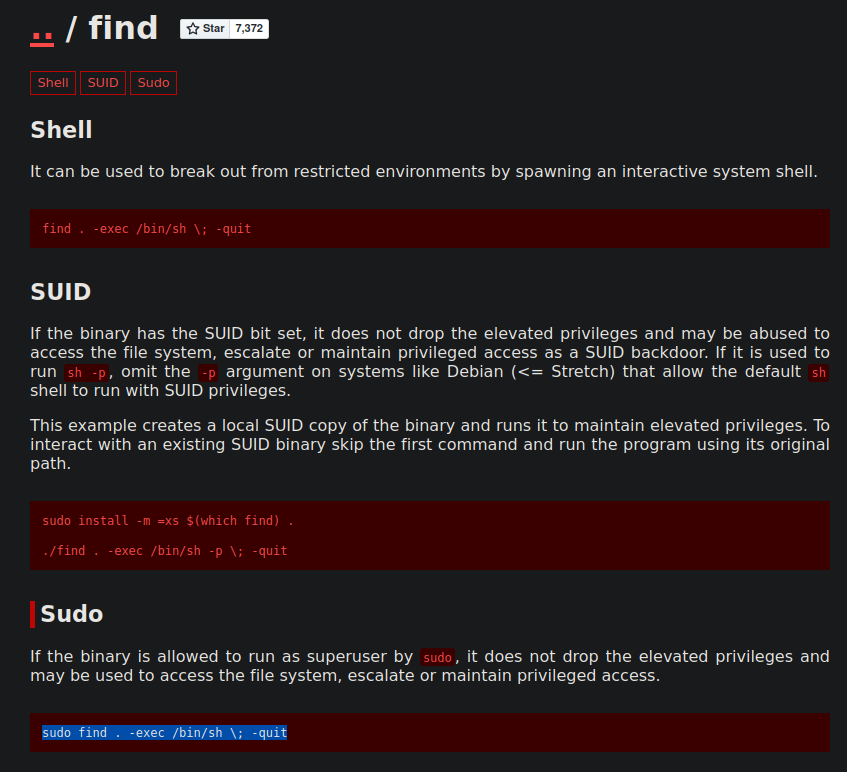 .. / find Star 7,372
Shell SUID Sudo
Shell
It can be used to break out from restricted environments by spawning an interactive system shell.
find . -exec /bin/sh \; -quit
SUID
If the binary has the SUID bit set, it does not drop the elevated privileges and may be abused to
access the file system, escalate or maintain privileged access as a SUID backdoor. If it is used to
run sh -p, omit the -p argument on systems like Debian (<= Stretch) that allow the default sh
shell to run with SUID privileges.
This example creates a local SUID copy of the binary and runs it to maintain elevated privileges. To
interact with an existing SUID binary skip the first command and run the program using its original
path.
sudo install -m =xs $(which find) .
./find . -exec /bin/sh -p \; -quit
Sudo
If the binary is allowed to run as superuser by sudo, it does not drop the elevated privileges and
may be used to access the file system, escalate or maintain privileged access.
sudo find . -exec /bin/sh \; -quit